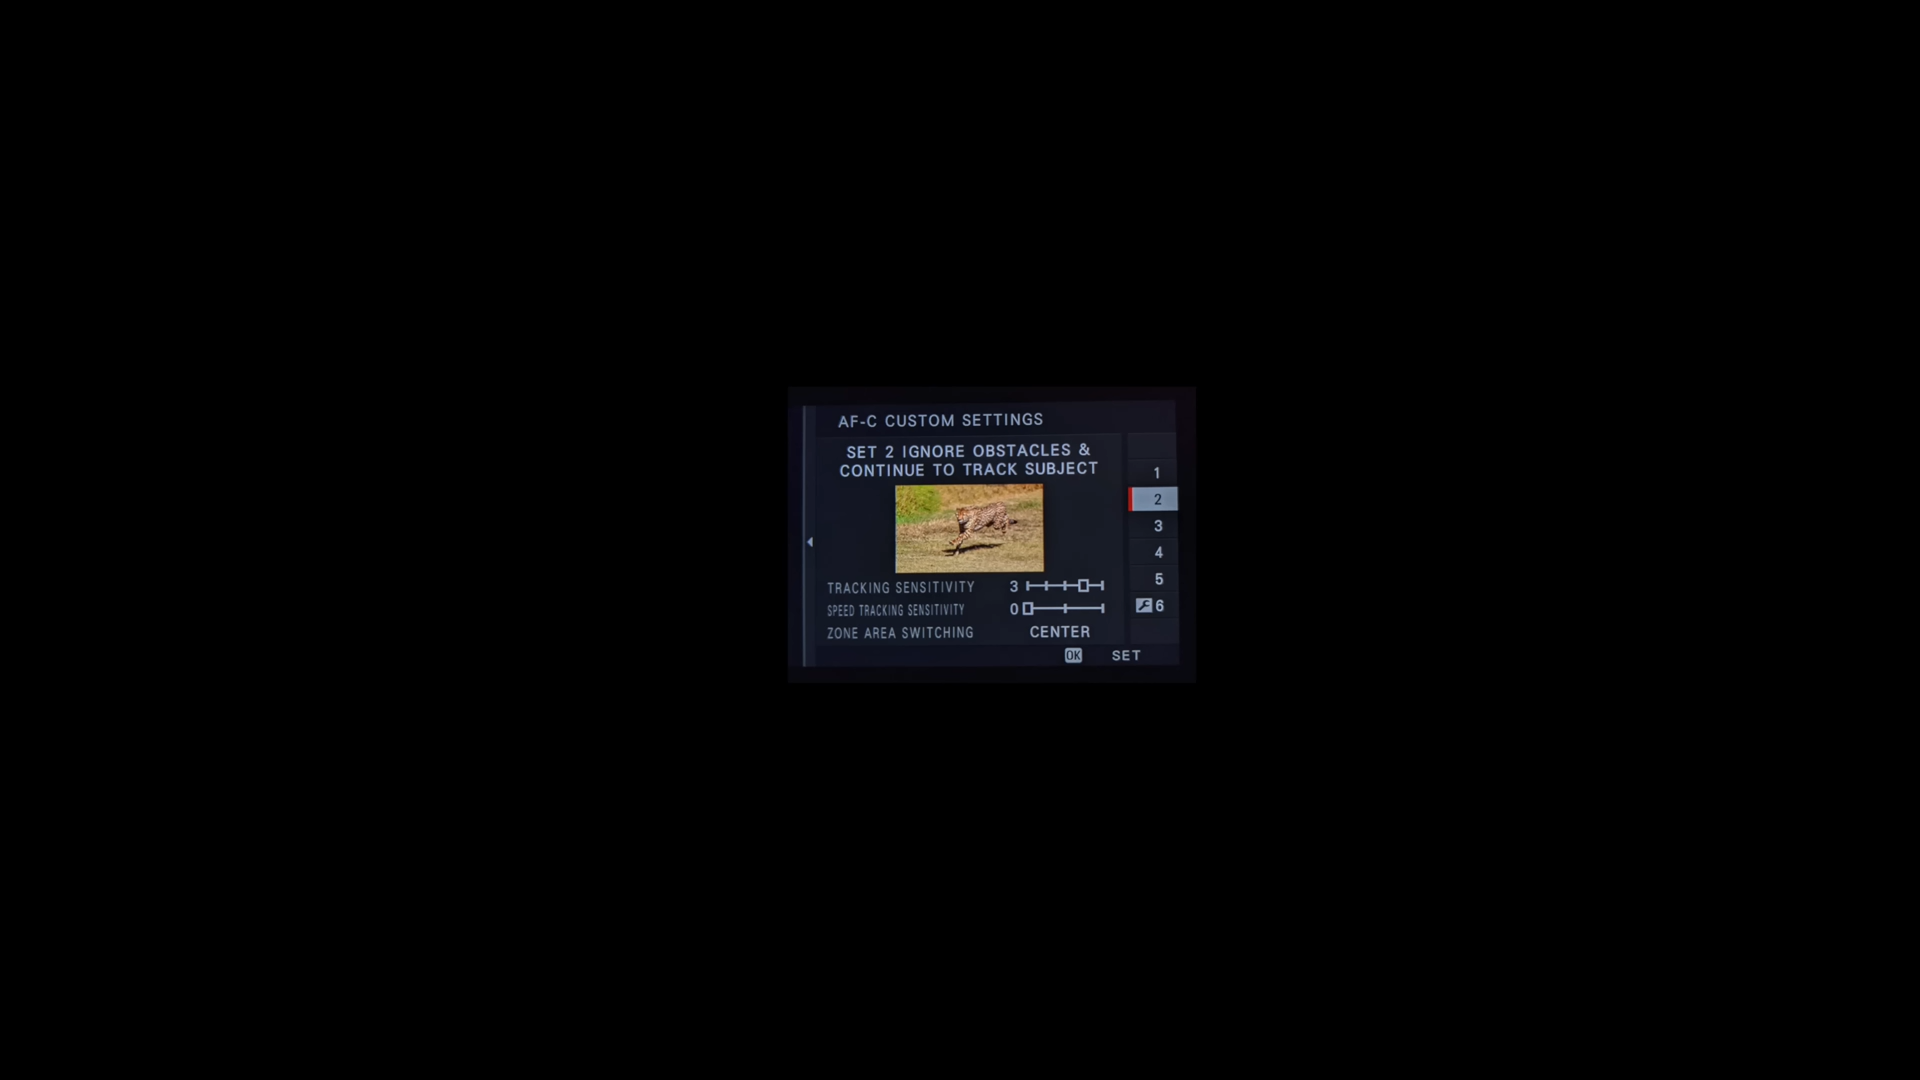 AF-C CUSTOM SETTINGS
SET 2 IGNORE OBSTACLES &
CONTINUE TO TRACK SUBJECT
1
2
3
4
5
6
TRACKING SENSITIVITY 3
SPEED TRACKING SENSITIVITY 0
ZONE AREA SWITCHING CENTER
OK SET